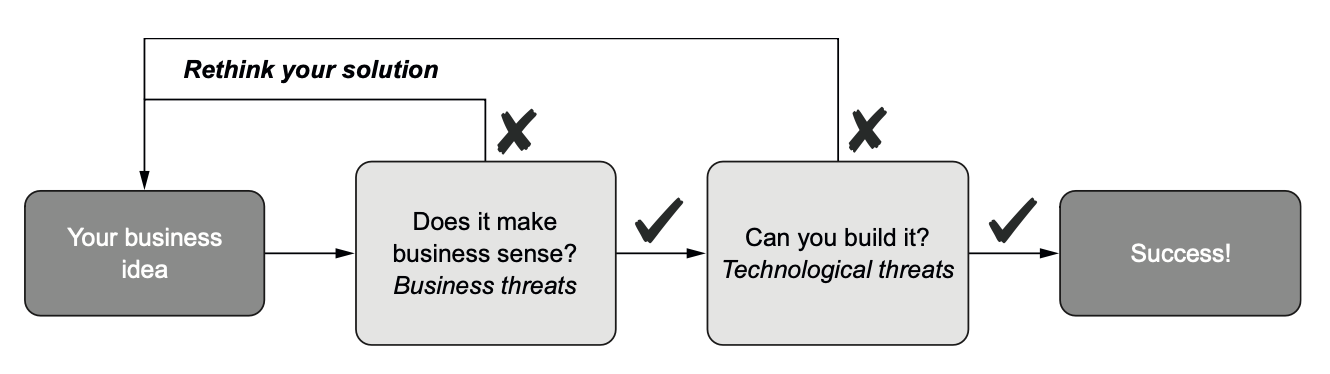 Rethink your solution
Your business
idea
Does it make
business sense?
Business threats
Can you build it?
Technological threats
Success!